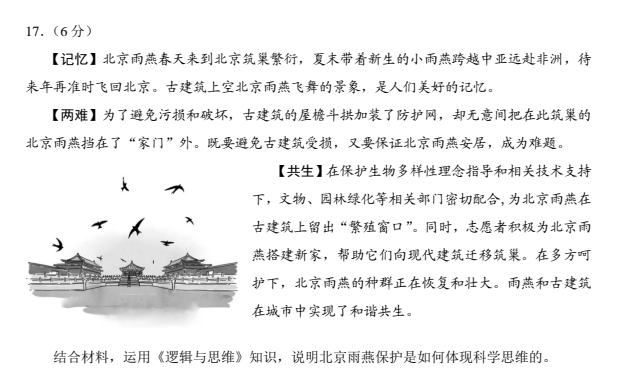 17.（6 分）
【记忆】北京雨燕春天来到北京筑巢繁衍，夏末带着新生的小雨燕跨越中亚远赴非洲，待
来年再准时飞回北京。古建筑上空北京雨燕飞舞的景象，是人们美好的记忆。
【两难】为了避免污损和破坏，古建筑的屋檐斗拱加装了防护网，却无意间把在此筑巢的
北京雨燕挡在了“家门”外。既要避免古建筑受损，又要保证北京雨燕安居，成为难题。
【共生】在保护生物多样性理念指导和相关技术支持
下，文物、园林绿化等相关部门密切配合,为北京雨燕在
古建筑上留出“繁殖窗口”。同时，志愿者积极为北京雨
燕搭建新家，帮助它们向现代建筑迁移筑巢。在多方呵
护下，北京雨燕的种群正在恢复和壮大。雨燕和古建筑
在城市中实现了和谐共生。
结合材料，运用《逻辑与思维》知识，说明北京雨燕保护是如何体现科学思维的。